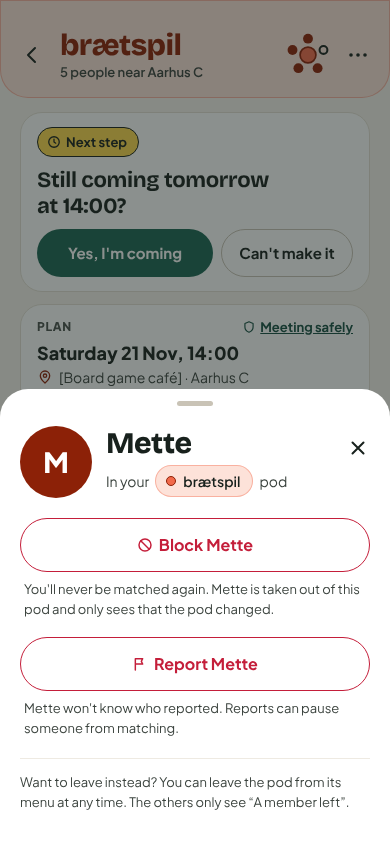 brætspil
5 people near Aarhus C
Next step
Still coming tomorrow
at 14:00?
Yes, I'm coming
Can't make it
PLAN
Meeting safely
Saturday 21 Nov, 14:00
[Board game café] · Aarhus C
M
Mette
In your brætspil pod
Block Mette
You'll never be matched again. Mette is taken out of this
pod and only sees that the pod changed.
Report Mette
Mette won't know who reported. Reports can pause
someone from matching.
Want to leave instead? You can leave the pod from its
menu at any time. The others only see “A member left”.